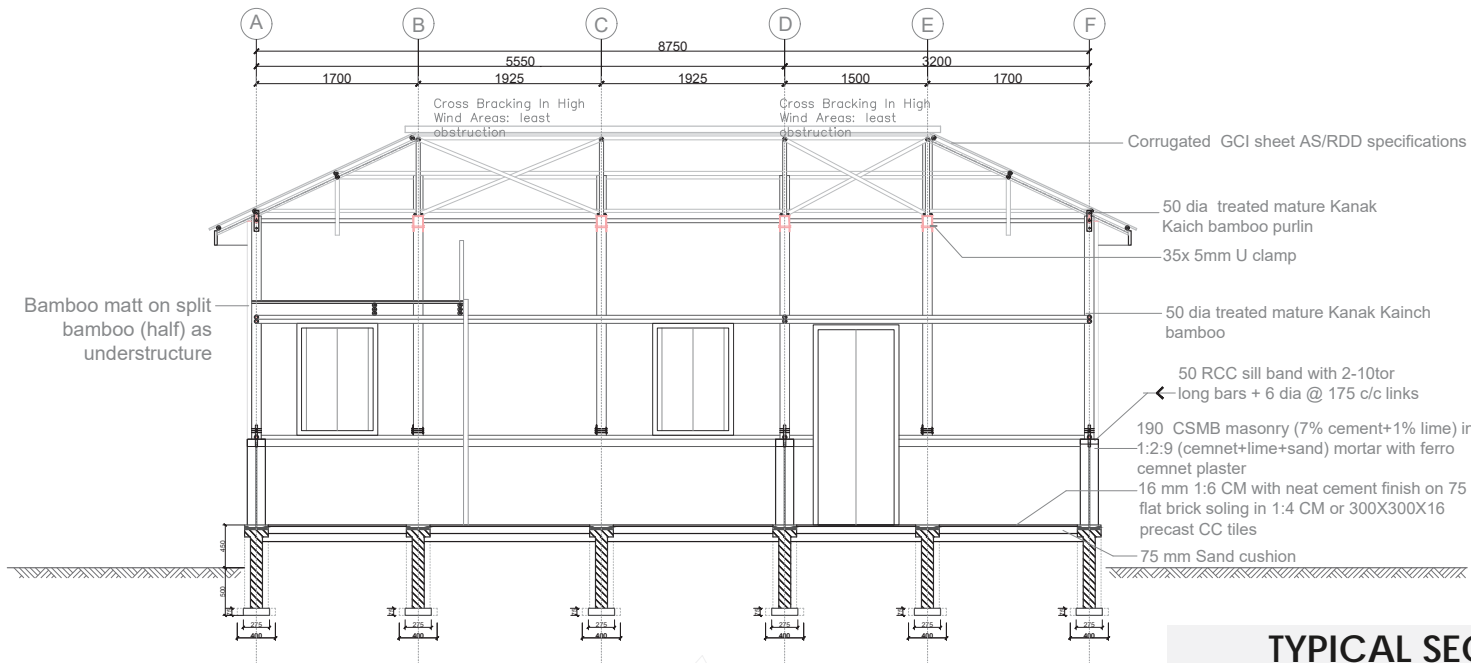 A B C D E F
8750
5550 3200
1700 1925 1925 1500 1700
Cross Bracking In High
Wind Areas: least
obstruction
Cross Bracking In High
Wind Areas: least
obstruction
Corrugated GCI sheet AS/RDD specifications
50 dia treated mature Kanak
Kaich bamboo purlin
35x 5mm U clamp
Bamboo matt on split
bamboo (half) as
understructure
50 dia treated mature Kanak Kainch
bamboo
50 RCC sill band with 2-10tor
long bars + 6 dia @ 175 c/c links
190 CSMB masonry (7% cement+1% lime) in
1:2:9 (cemnet+lime+sand) mortar with ferro
cemnet plaster
16 mm 1:6 CM with neat cement finish on 75
flat brick soling in 1:4 CM or 300X300X16
precast CC tiles
75 mm Sand cushion
450
500
275 275 275 275 275 275
400 400 400 400 400 400
TYPICAL SEC